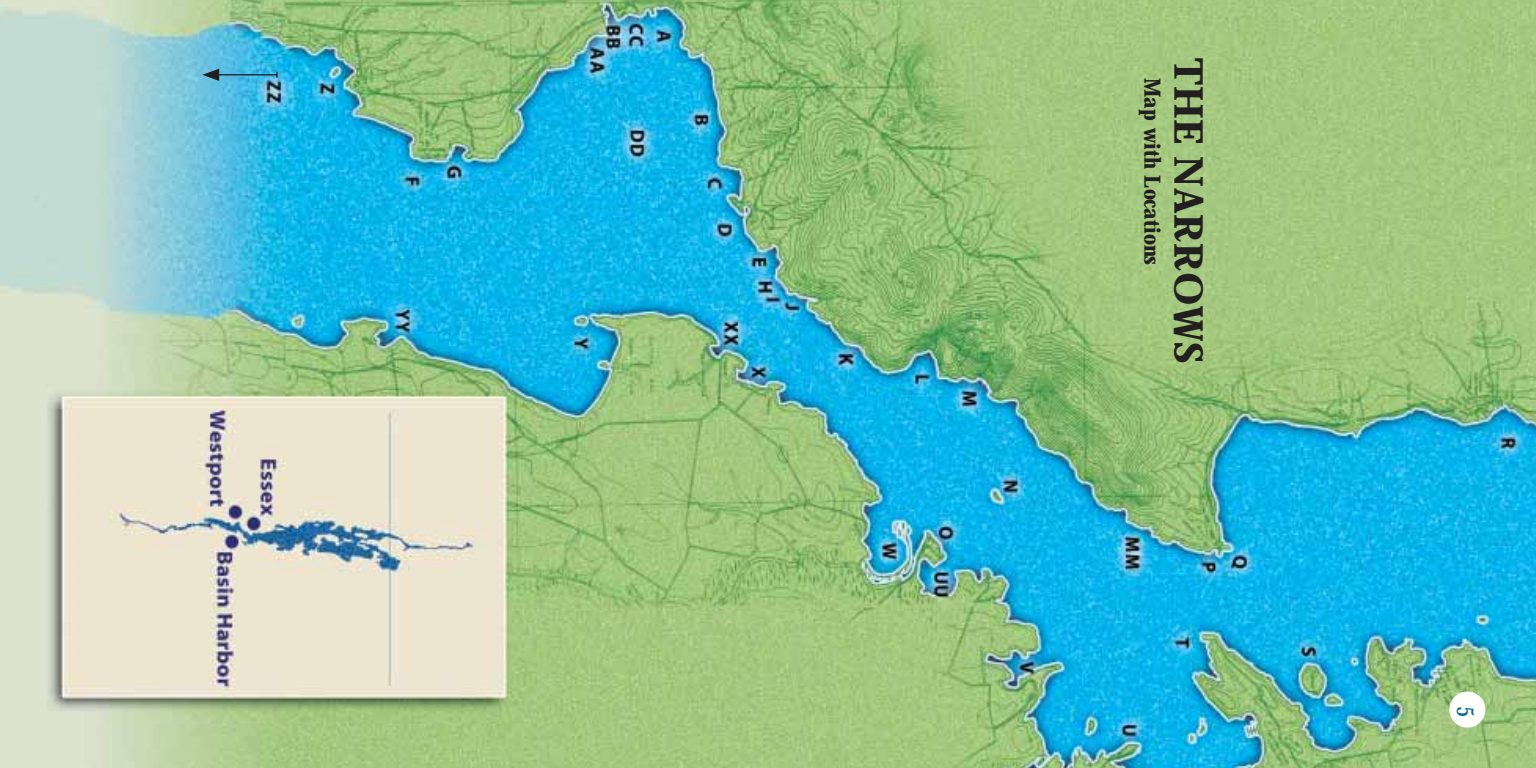 THE NARROWS
Map with Locations
R
Q
P
S
T
MM
N
M
L
K
O
UU
W
V
U
J
I
H
E
XX
X
D
C
B
A
CC
BB
AA
DD
Y
G
F
YY
Z
ZZ
Essex
Westport
Basin Harbor
5